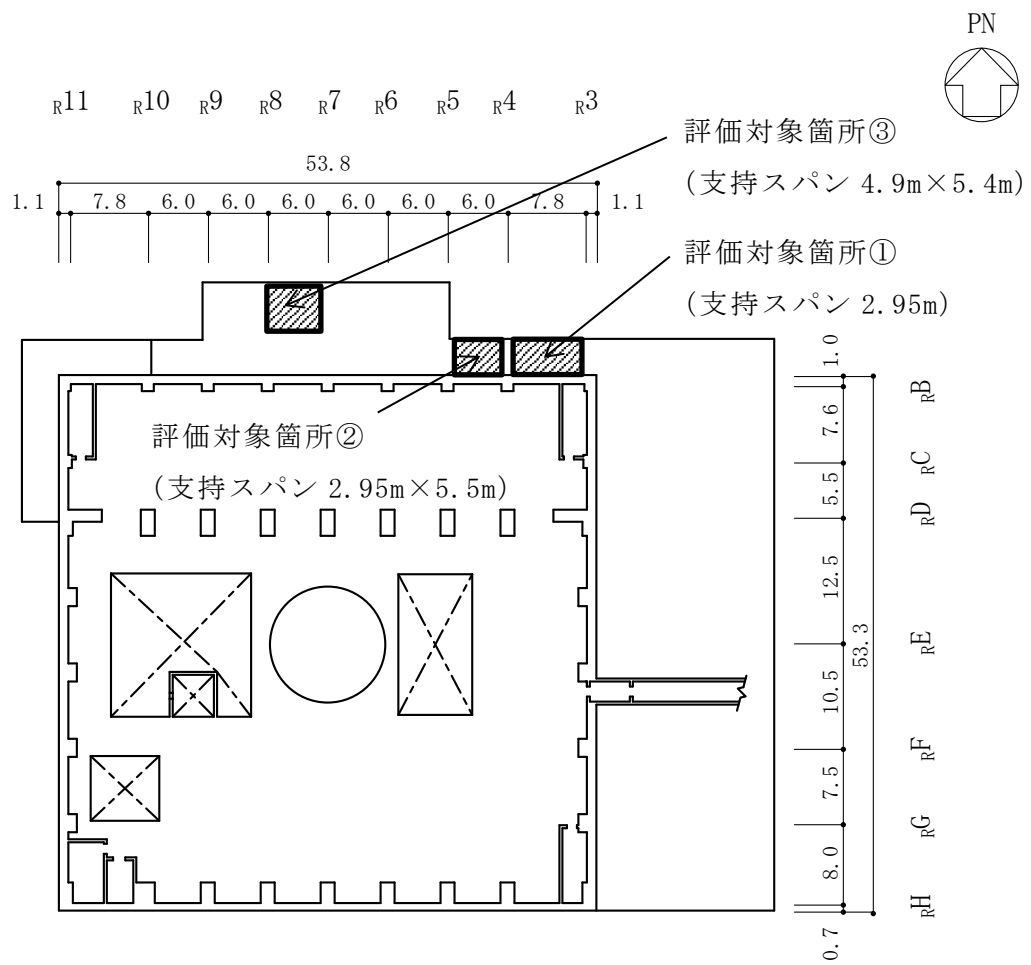 PN
R11 R10 R9 R8 R7 R6 R5 R4 R3
評価対象箇所③
(支持スパン 4.9m×5.4m)
53.8
1.1 7.8 6.0 6.0 6.0 6.0 6.0 6.0 7.8 1.1
評価対象箇所①
(支持スパン 2.95m)
評価対象箇所②
(支持スパン 2.95m×5.5m)
1.0
7.6
5.5
12.5
10.5
7.5
8.0
0.7
53.3
RB
RC
RD
RE
RF
RG
RH